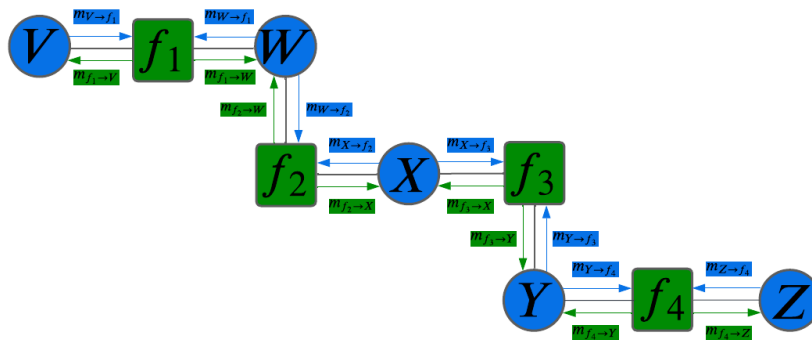 m_{V→f_1} m_{W→f_1}
V f_1 W
m_{f_1→V} m_{f_1→W}
m_{f_2→W} m_{W→f_2}
m_{X→f_2} m_{X→f_3}
f_2 X f_3
m_{f_2→X} m_{f_3→X}
m_{f_3→Y} m_{Y→f_3}
m_{Y→f_4} m_{Z→f_4}
Y f_4 Z
m_{f_4→Y} m_{f_4→Z}